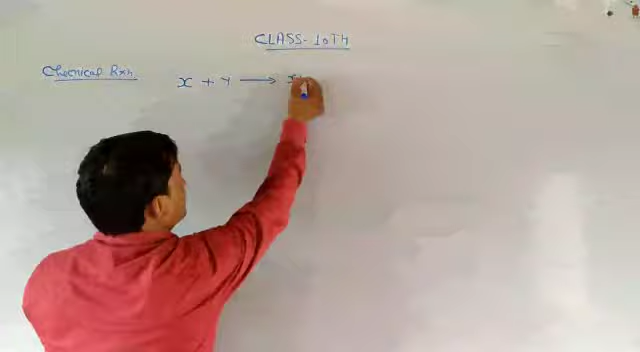 CLASS-10TH
Chemical Rxn x + y → x